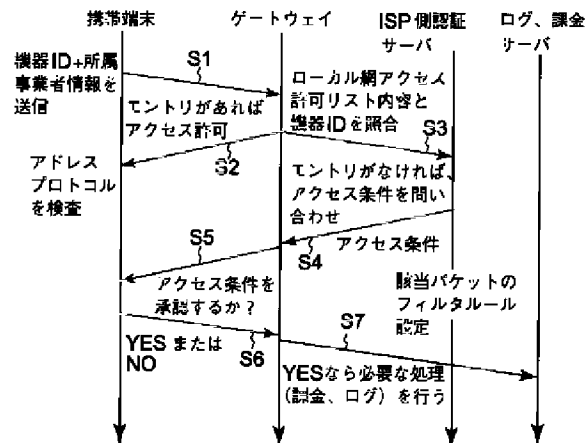 携帯端末
ゲートウェイ
ISP 側認証
サーバ
ログ、課金
サーバ
機器 ID+所属
事業者情報を
送信
S1
ローカル網アクセス
許可リスト内容と
機器IDを照合
モントリがあれば
アクセス許可
S2
S3
アドレス
プロトコル
を検査
モントリがなければ、
アクセス条件を問い
合わせ
S4
アクセス条件
S5
アクセス条件を
承認するか?
該当パケットの
フィルタルール
設定
YES または
NO
S6
S7
YESなら必要な処理
(課金、ログ) を行う